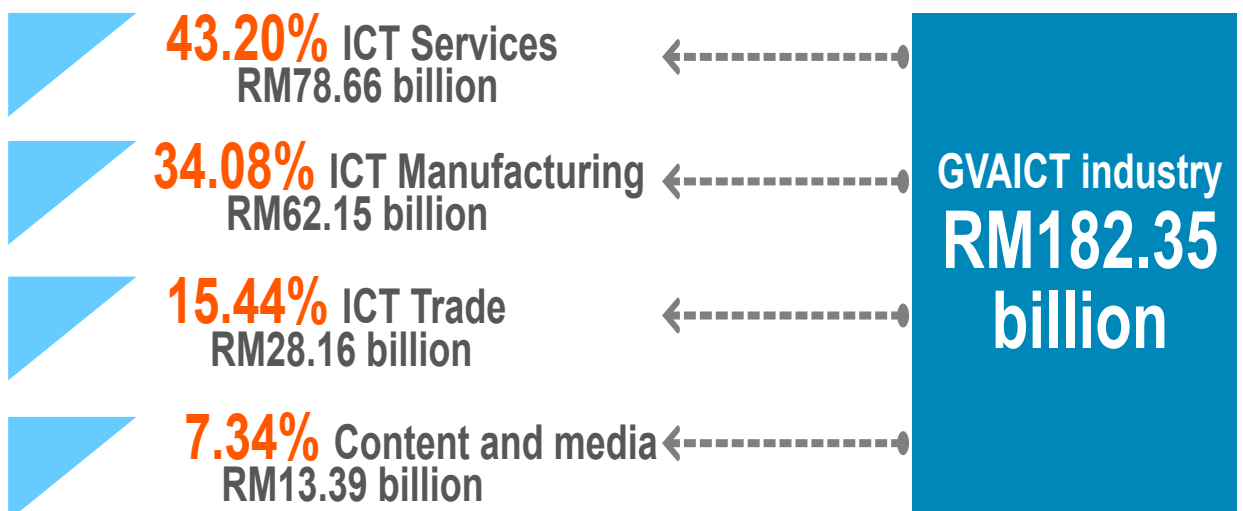 43.20% ICT Services
RM78.66 billion
34.08% ICT Manufacturing
RM62.15 billion
15.44% ICT Trade
RM28.16 billion
7.34% Content and media
RM13.39 billion
GVAICT industry
RM182.35
billion